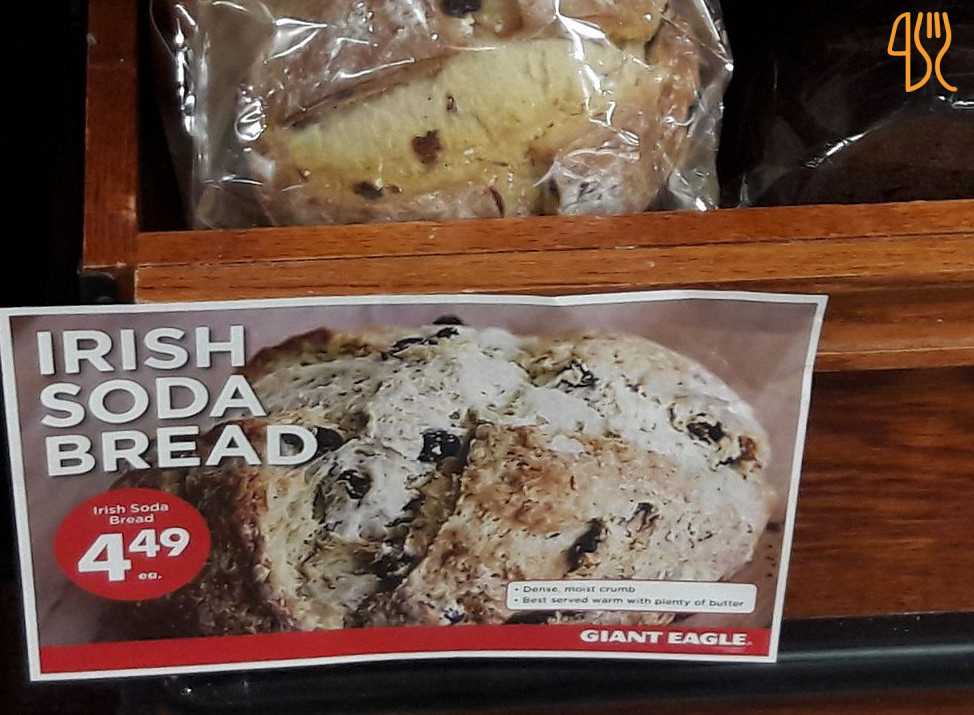 IRISH
SODA
BREAD
Irish Soda
Bread
4 49
ea.
• Dense, moist crumb
• Best served warm with plenty of butter
GIANT EAGLE